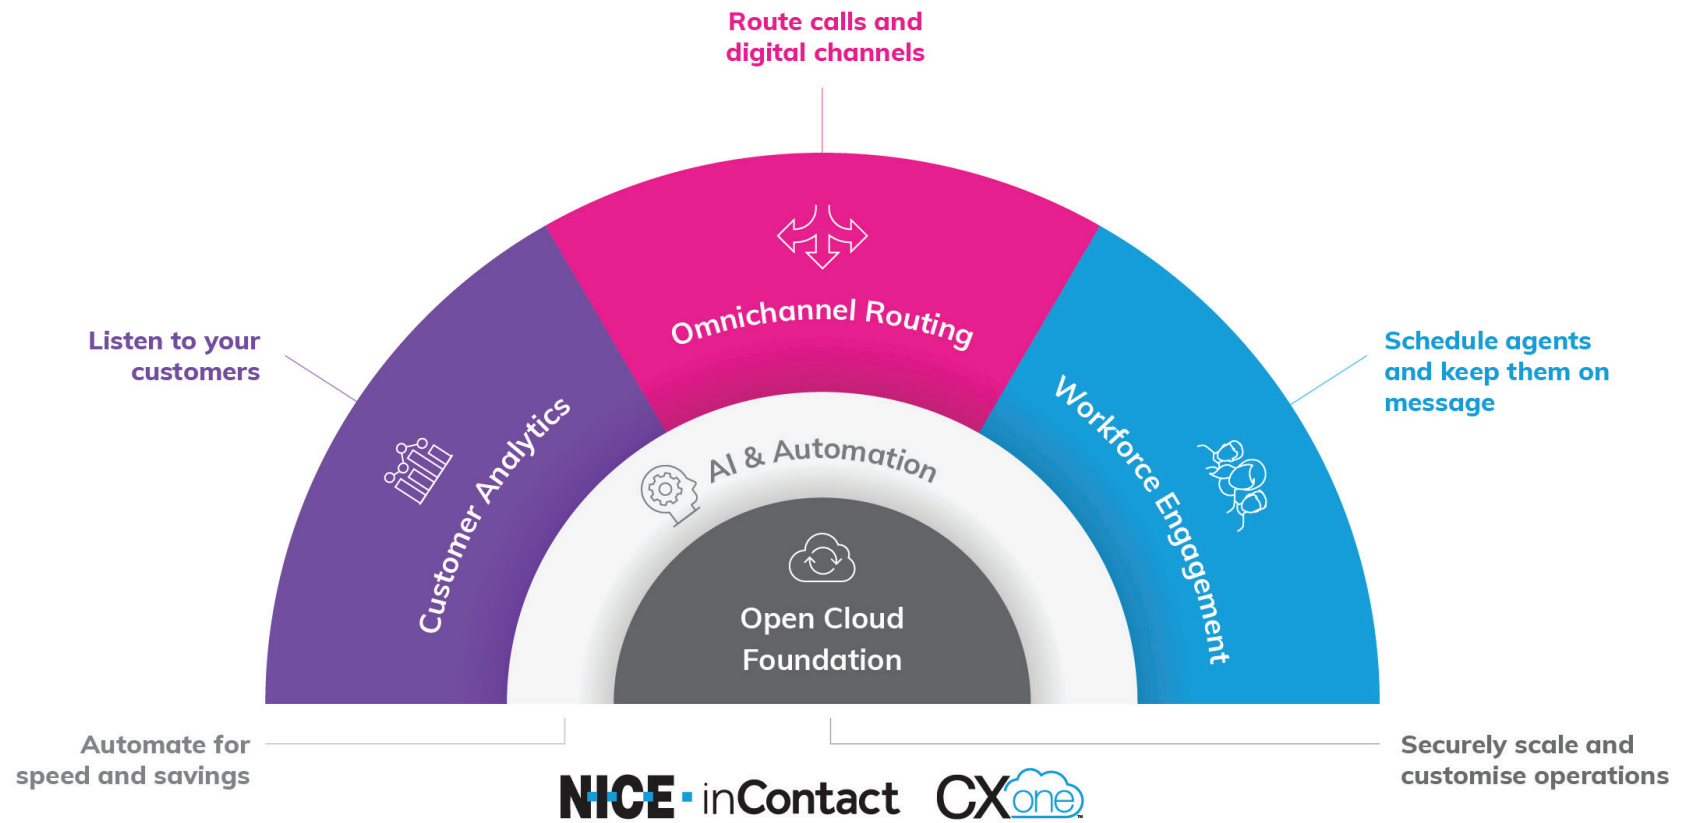 Route calls and
digital channels
Omnichannel Routing
Listen to your
customers
Customer Analytics
Schedule agents
and keep them on
message
Workforce Engagement
AI & Automation
Open Cloud
Foundation
Automate for
speed and savings
Securely scale and
customise operations
NICE inContact CXone™